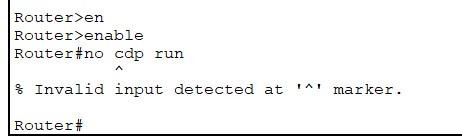 Router>en
Router>enable
Router#no cdp run
^
% Invalid input detected at '^' marker.
Router#